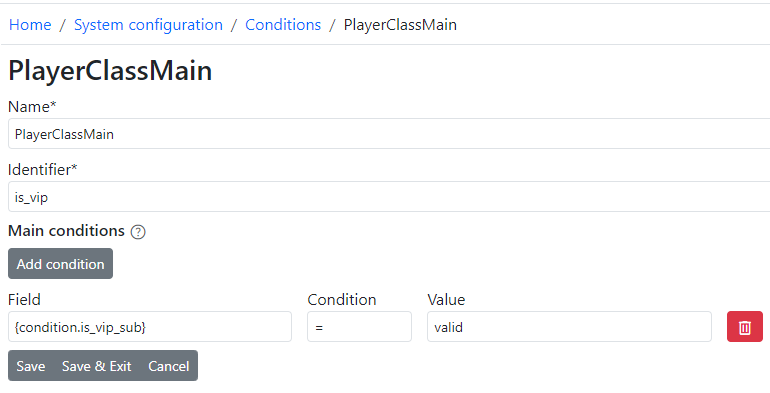 Home / System configuration / Conditions / PlayerClassMain
PlayerClassMain
Name*
PlayerClassMain
Identifier*
is_vip
Main conditions ?
Add condition
Field Condition Value
{condition.is_vip_sub} = valid
Save Save & Exit Cancel